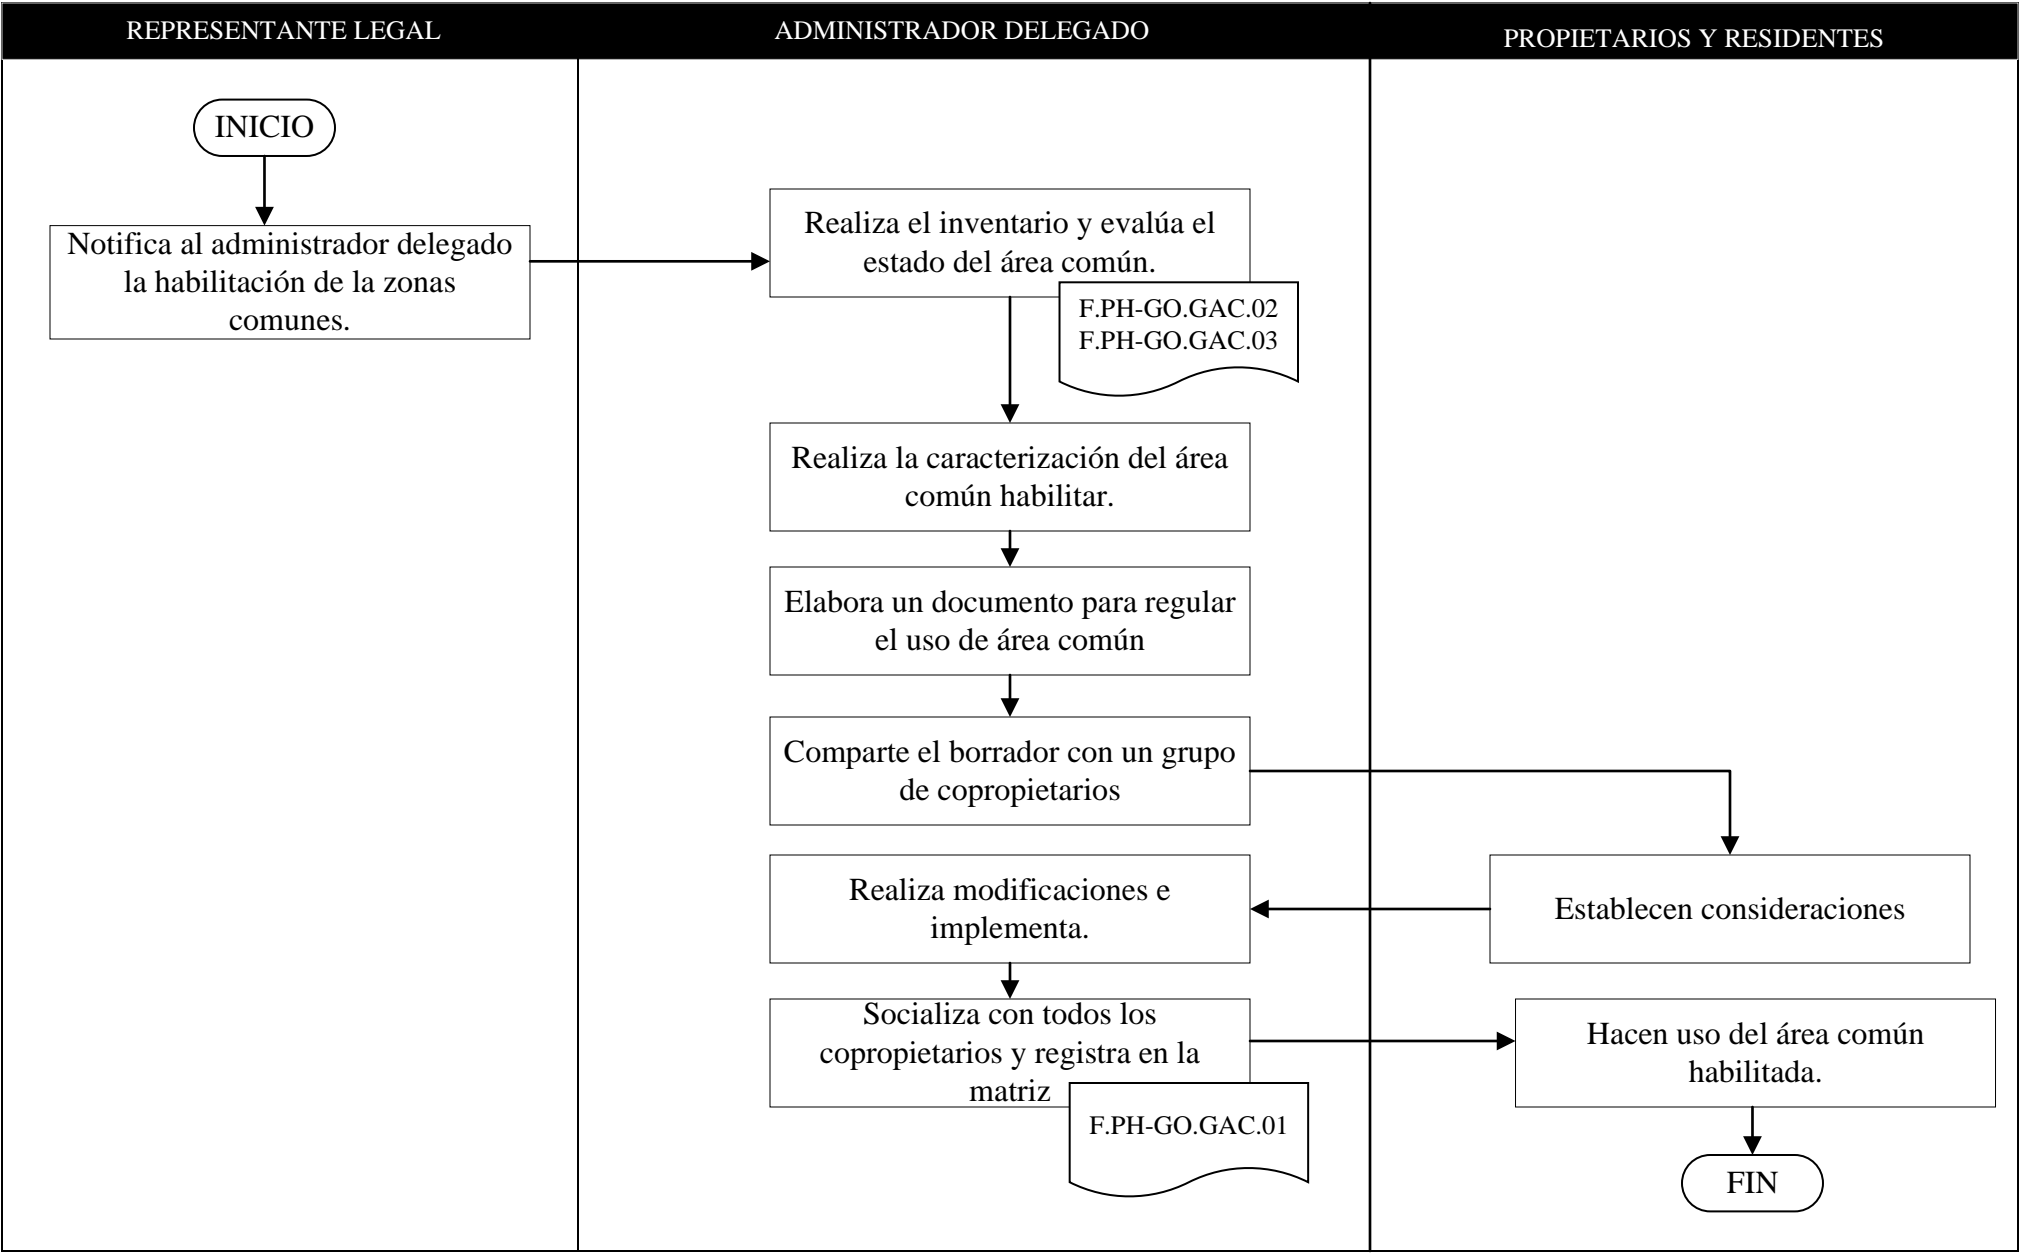 REPRESENTANTE LEGAL
ADMINISTRADOR DELEGADO
PROPIETARIOS Y RESIDENTES
INICIO
Notifica al administrador delegado
la habilitación de la zonas
comunes.
Realiza el inventario y evalúa el
estado del área común.
F.PH-GO.GAC.02
F.PH-GO.GAC.03
Realiza la caracterización del área
común habilitar.
Elabora un documento para regular
el uso de área común
Comparte el borrador con un grupo
de copropietarios
Establecen consideraciones
Realiza modificaciones e
implementa.
Socializa con todos los
copropietarios y registra en la
matriz
F.PH-GO.GAC.01
Hacen uso del área común
habilitada.
FIN